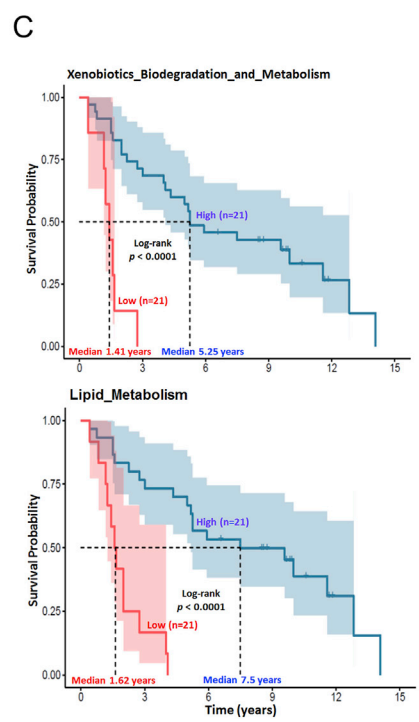 C
Xenobiotics_Biodegradation_and_Metabolism
Survival Probability
1.00
0.75
0.50
0.25
0.00
High (n=21)
Log-rank
p < 0.0001
Low (n=21)
Median 1.41 years
Median 5.25 years
0
3
6
9
12
15
Lipid_Metabolism
Survival Probability
1.00
0.75
0.50
0.25
0.00
High (n=21)
Log-rank
p < 0.0001
Low (n=21)
Median 1.62 years
Median 7.5 years
0
3
6
9
12
15
Time (years)